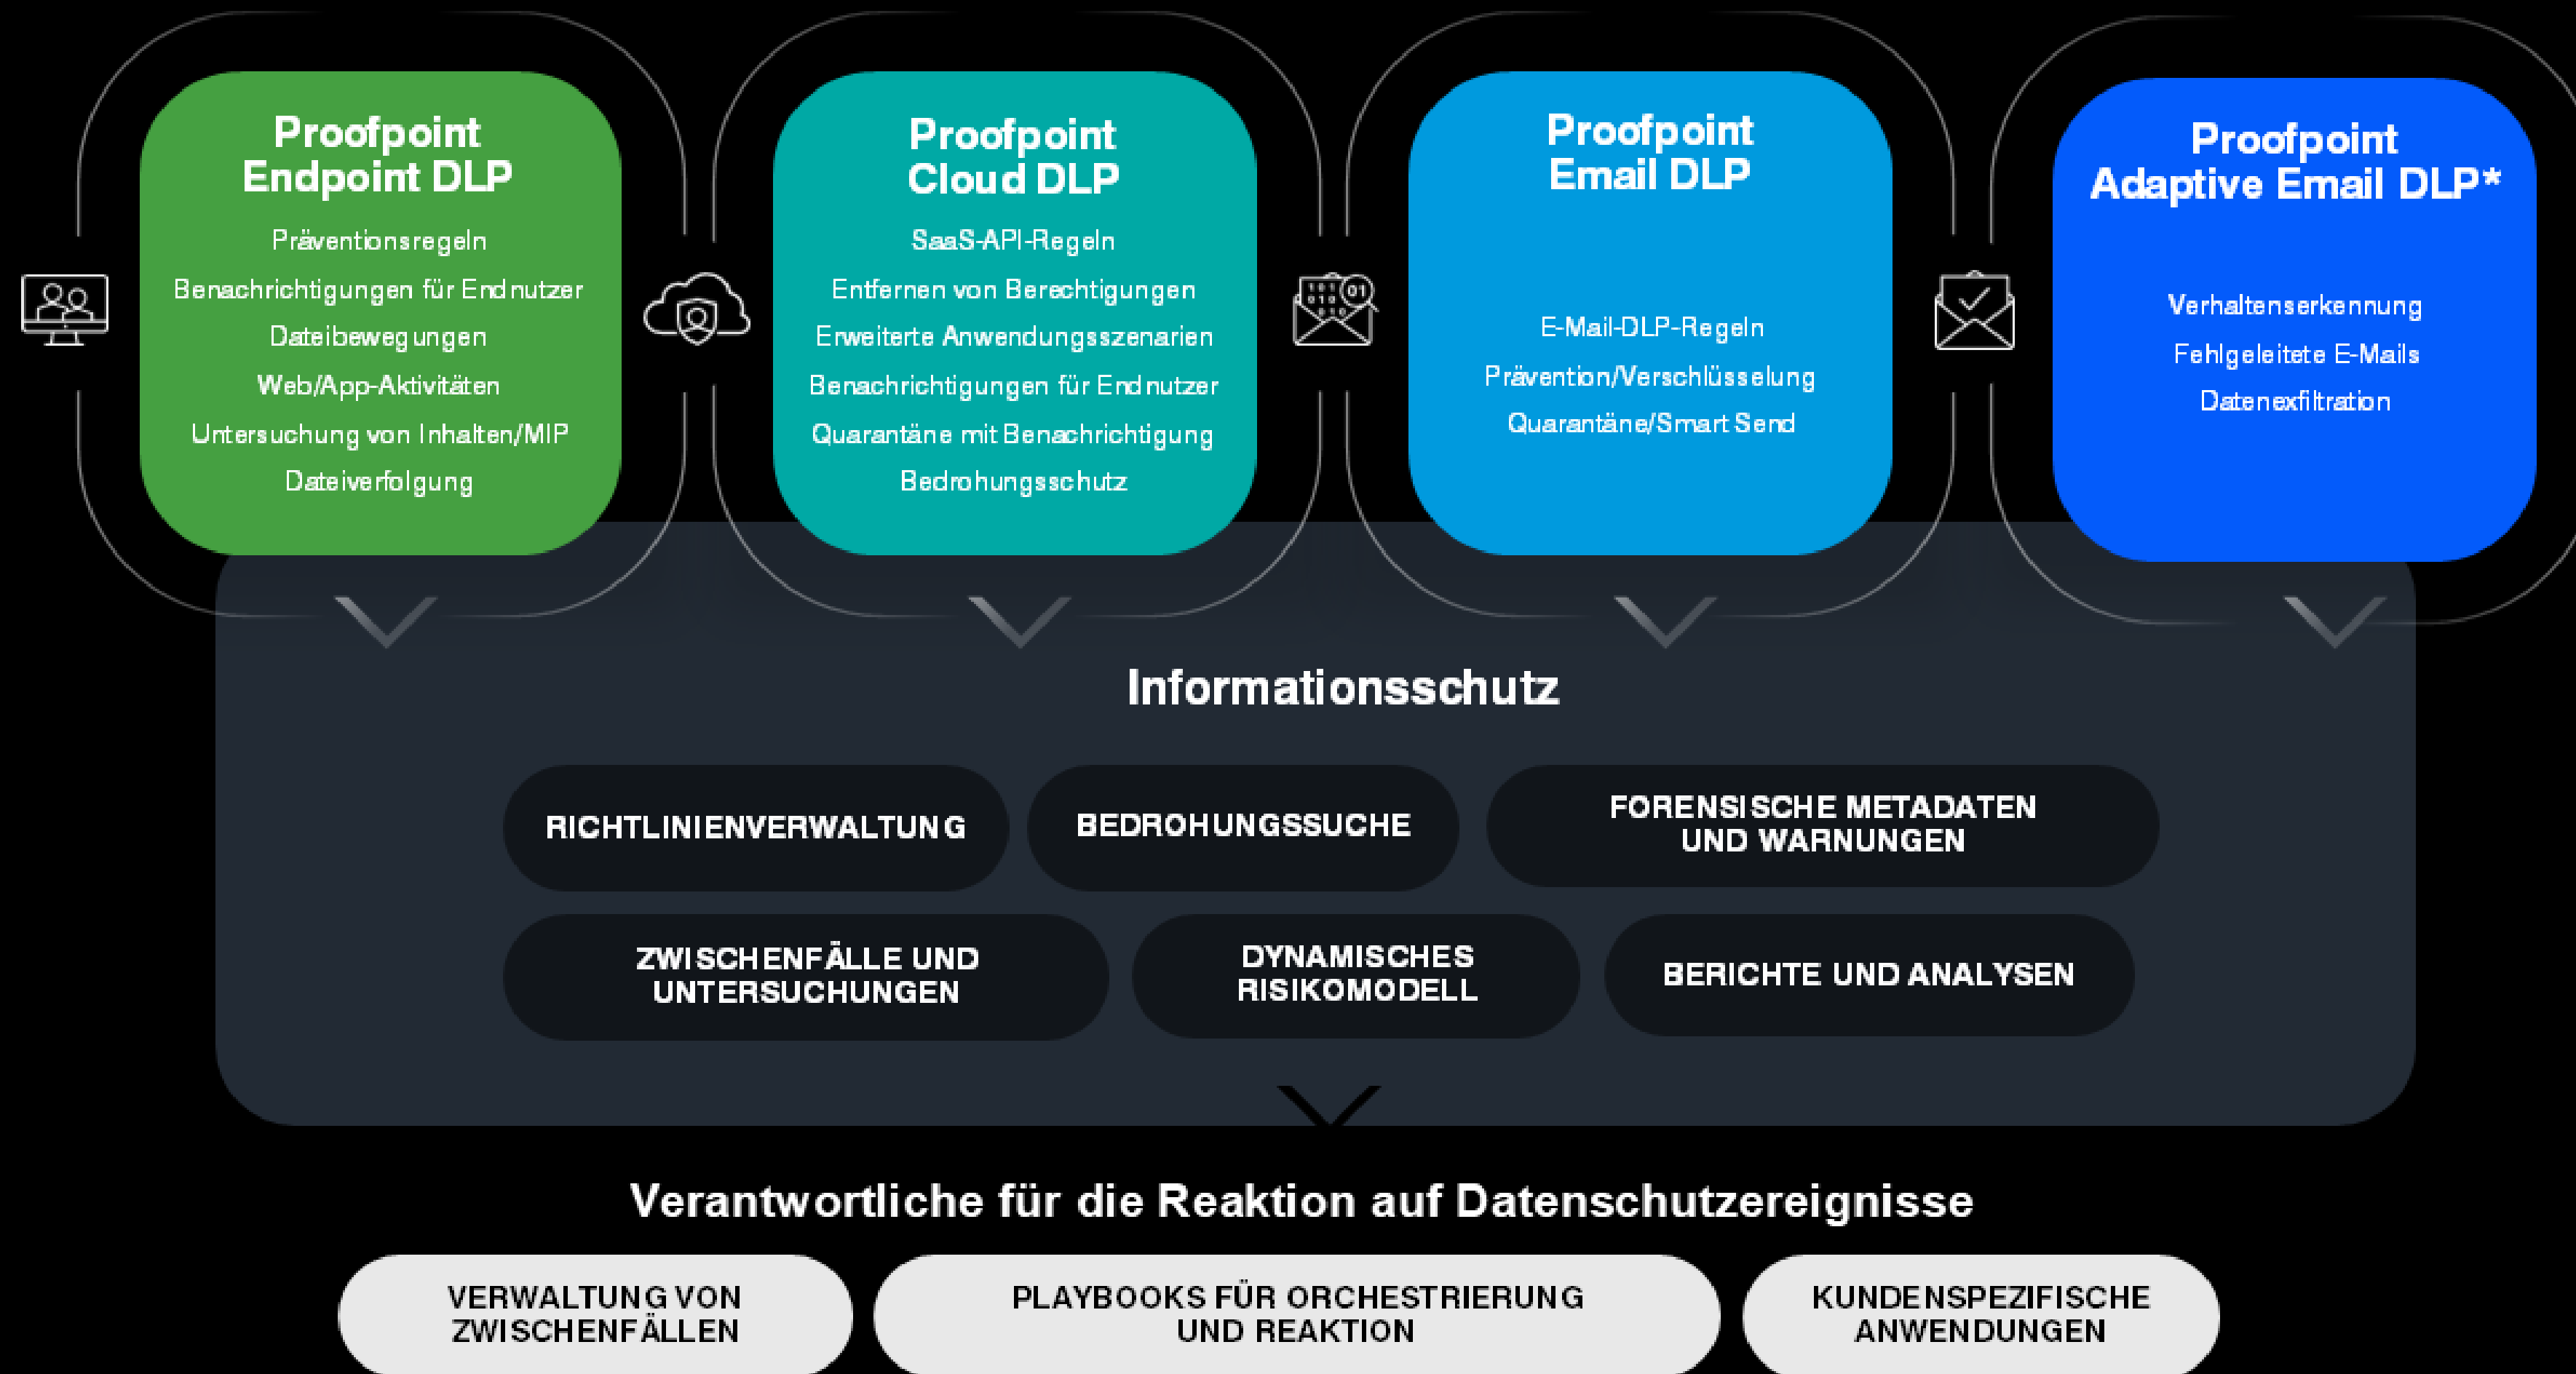 Proofpoint
Endpoint DLP
Präventionsregeln
Benachrichtigungen für Endnutzer
Dateibewegungen
Web/App-Aktivitäten
Untersuchung von Inhalten/MIP
Dateiverfolgung
Proofpoint
Cloud DLP
SaaS-API-Regeln
Entfernen von Berechtigungen
Erweiterte Anwendungsszenarien
Benachrichtigungen für Endnutzer
Quarantäne mit Benachrichtigung
Bedrohungsschutz
101
010
010
01
Proofpoint
Email DLP
E-Mail-DLP-Regeln
Prävention/Verschlüsselung
Quarantäne/Smart Send
Proofpoint
Adaptive Email DLP*
Verhaltenserkennung
Fehlgeleitete E-Mails
Datenexfiltration
Informationsschutz
RICHTLINIENVERWALTUNG
BEDROHUNGSSUCHE
FORENSISCHE METADATEN
UND WARNUNGEN
ZWISCHENFÄLLE UND
UNTERSUCHUNGEN
DYNAMISCHES
RISIKOMODELL
BERICHTE UND ANALYSEN
Verantwortliche für die Reaktion auf Datenschutzereignisse
VERWALTUNG VON
ZWISCHENFÄLLEN
PLAYBOOKS FÜR ORCHESTRIERUNG
UND REAKTION
KUNDENSPEZIFISCHE
ANWENDUNGEN